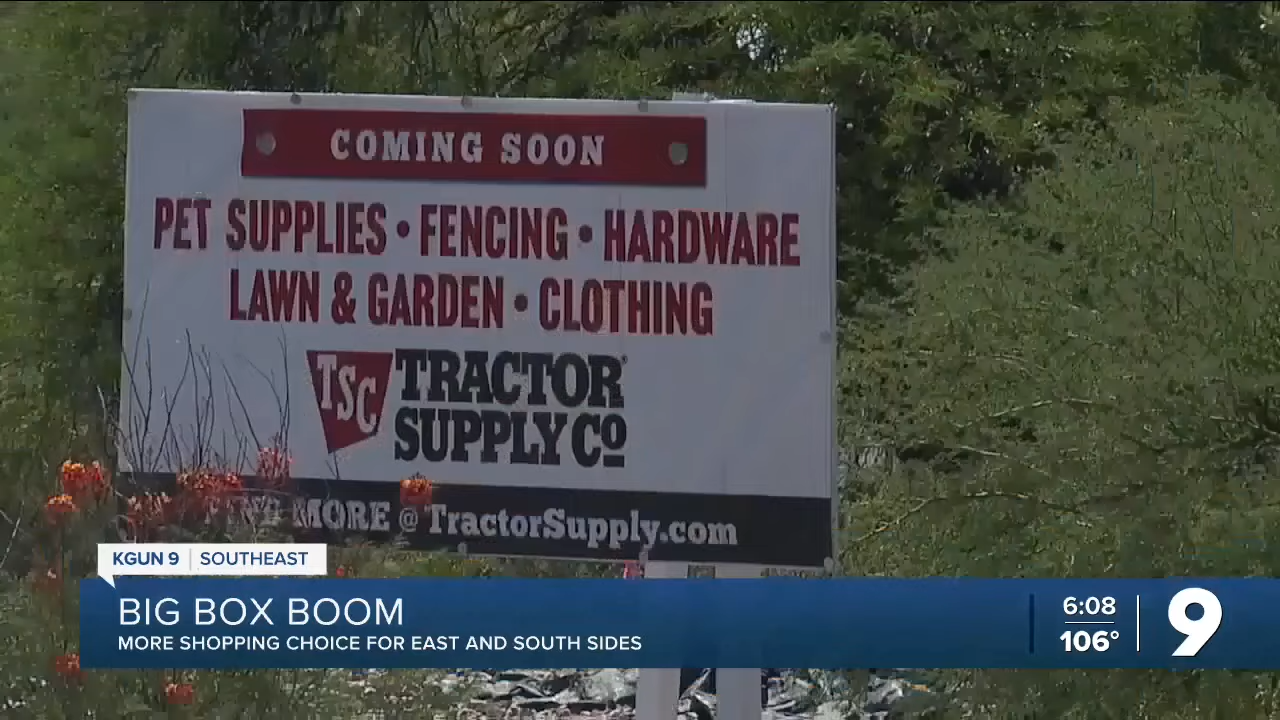 COMING SOON
PET SUPPLIES • FENCING • HARDWARE
LAWN & GARDEN • CLOTHING
TSC
TRACTOR
SUPPLY CO
MORE @ TractorSupply.com
KGUN 9 | SOUTHEAST
BIG BOX BOOM
MORE SHOPPING CHOICE FOR EAST AND SOUTH SIDES
6:08
106°
9